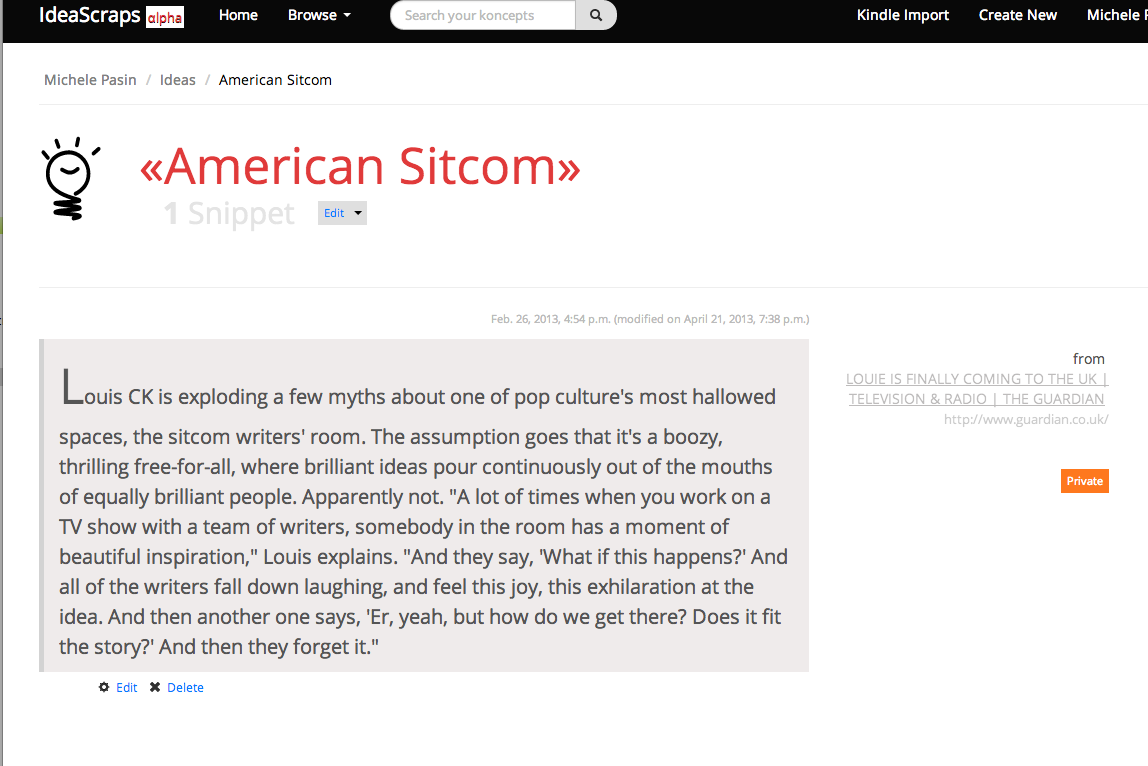 IdeaScraps alpha Home Browse Search your koncepts Kindle Import Create New Michele
Michele Pasin / Ideas / American Sitcom
«American Sitcom»
1 Snippet Edit
Feb. 26, 2013, 4:54 p.m. (modified on April 21, 2013, 7:38 p.m.)
Louis CK is exploding a few myths about one of pop culture's most hallowed
spaces, the sitcom writers' room. The assumption goes that it's a boozy,
thrilling free-for-all, where brilliant ideas pour continuously out of the mouths
of equally brilliant people. Apparently not. "A lot of times when you work on a
TV show with a team of writers, somebody in the room has a moment of
beautiful inspiration," Louis explains. "And they say, 'What if this happens?' And
all of the writers fall down laughing, and feel this joy, this exhilaration at the
idea. And then another one says, 'Er, yeah, but how do we get there? Does it fit
the story?' And then they forget it."
Edit Delete
from
LOUIE IS FINALLY COMING TO THE UK |
TELEVISION & RADIO | THE GUARDIAN
http://www.guardian.co.uk/
Private